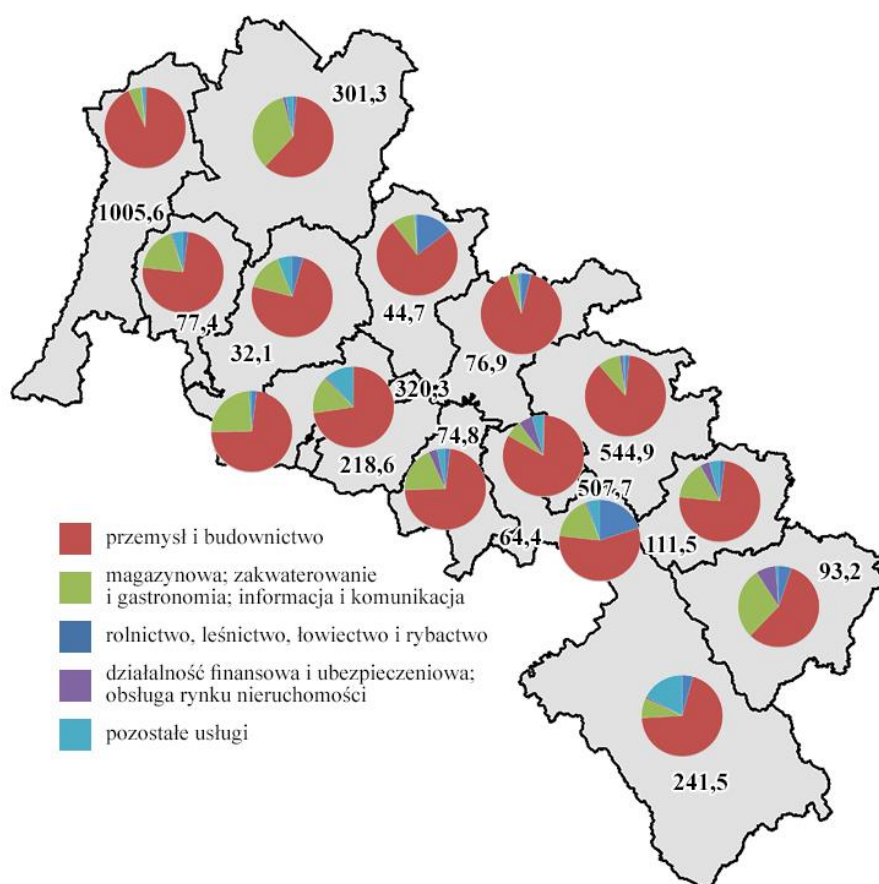 301,3
1005,6
77,4
32,1
44,7
76,9
320,3
218,6
74,8
544,9
507,7
64,4
111,5
93,2
241,5
przemysł i budownictwo
magazynowa; zakwaterowanie
i gastronomia; informacja i komunikacja
rolnictwo, leśnictwo, łowiectwo i rybactwo
działalność finansowa i ubezpieczeniowa;
obsługa rynku nieruchomości
pozostałe usługi